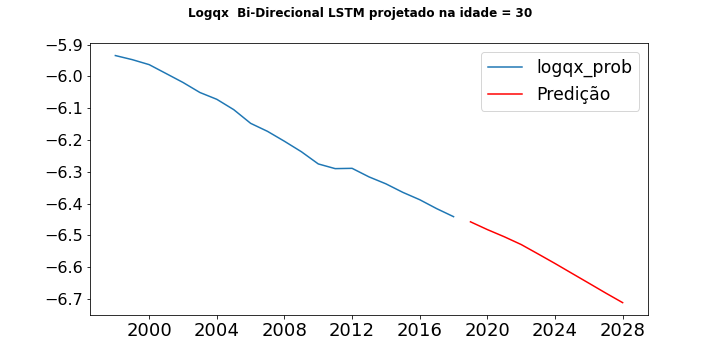 Logqx  Bi-Direcional LSTM projetado na idade = 30
−5.9
−6.0
−6.1
−6.2
−6.3
−6.4
−6.5
−6.6
−6.7
logqx_prob
Predição
2000 2004 2008 2012 2016 2020 2024 2028